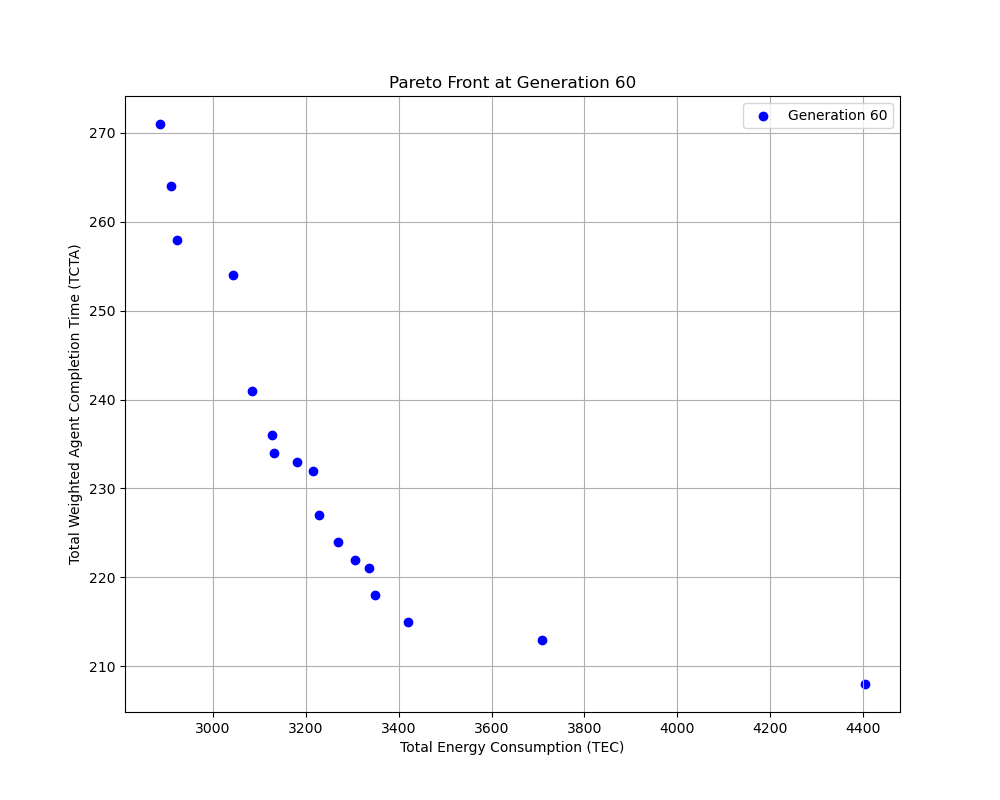 Pareto Front at Generation 60
Generation 60
270
260
250
240
230
220
210
Total Weighted Agent Completion Time (TCTA)
3000 3200 3400 3600 3800 4000 4200 4400
Total Energy Consumption (TEC)